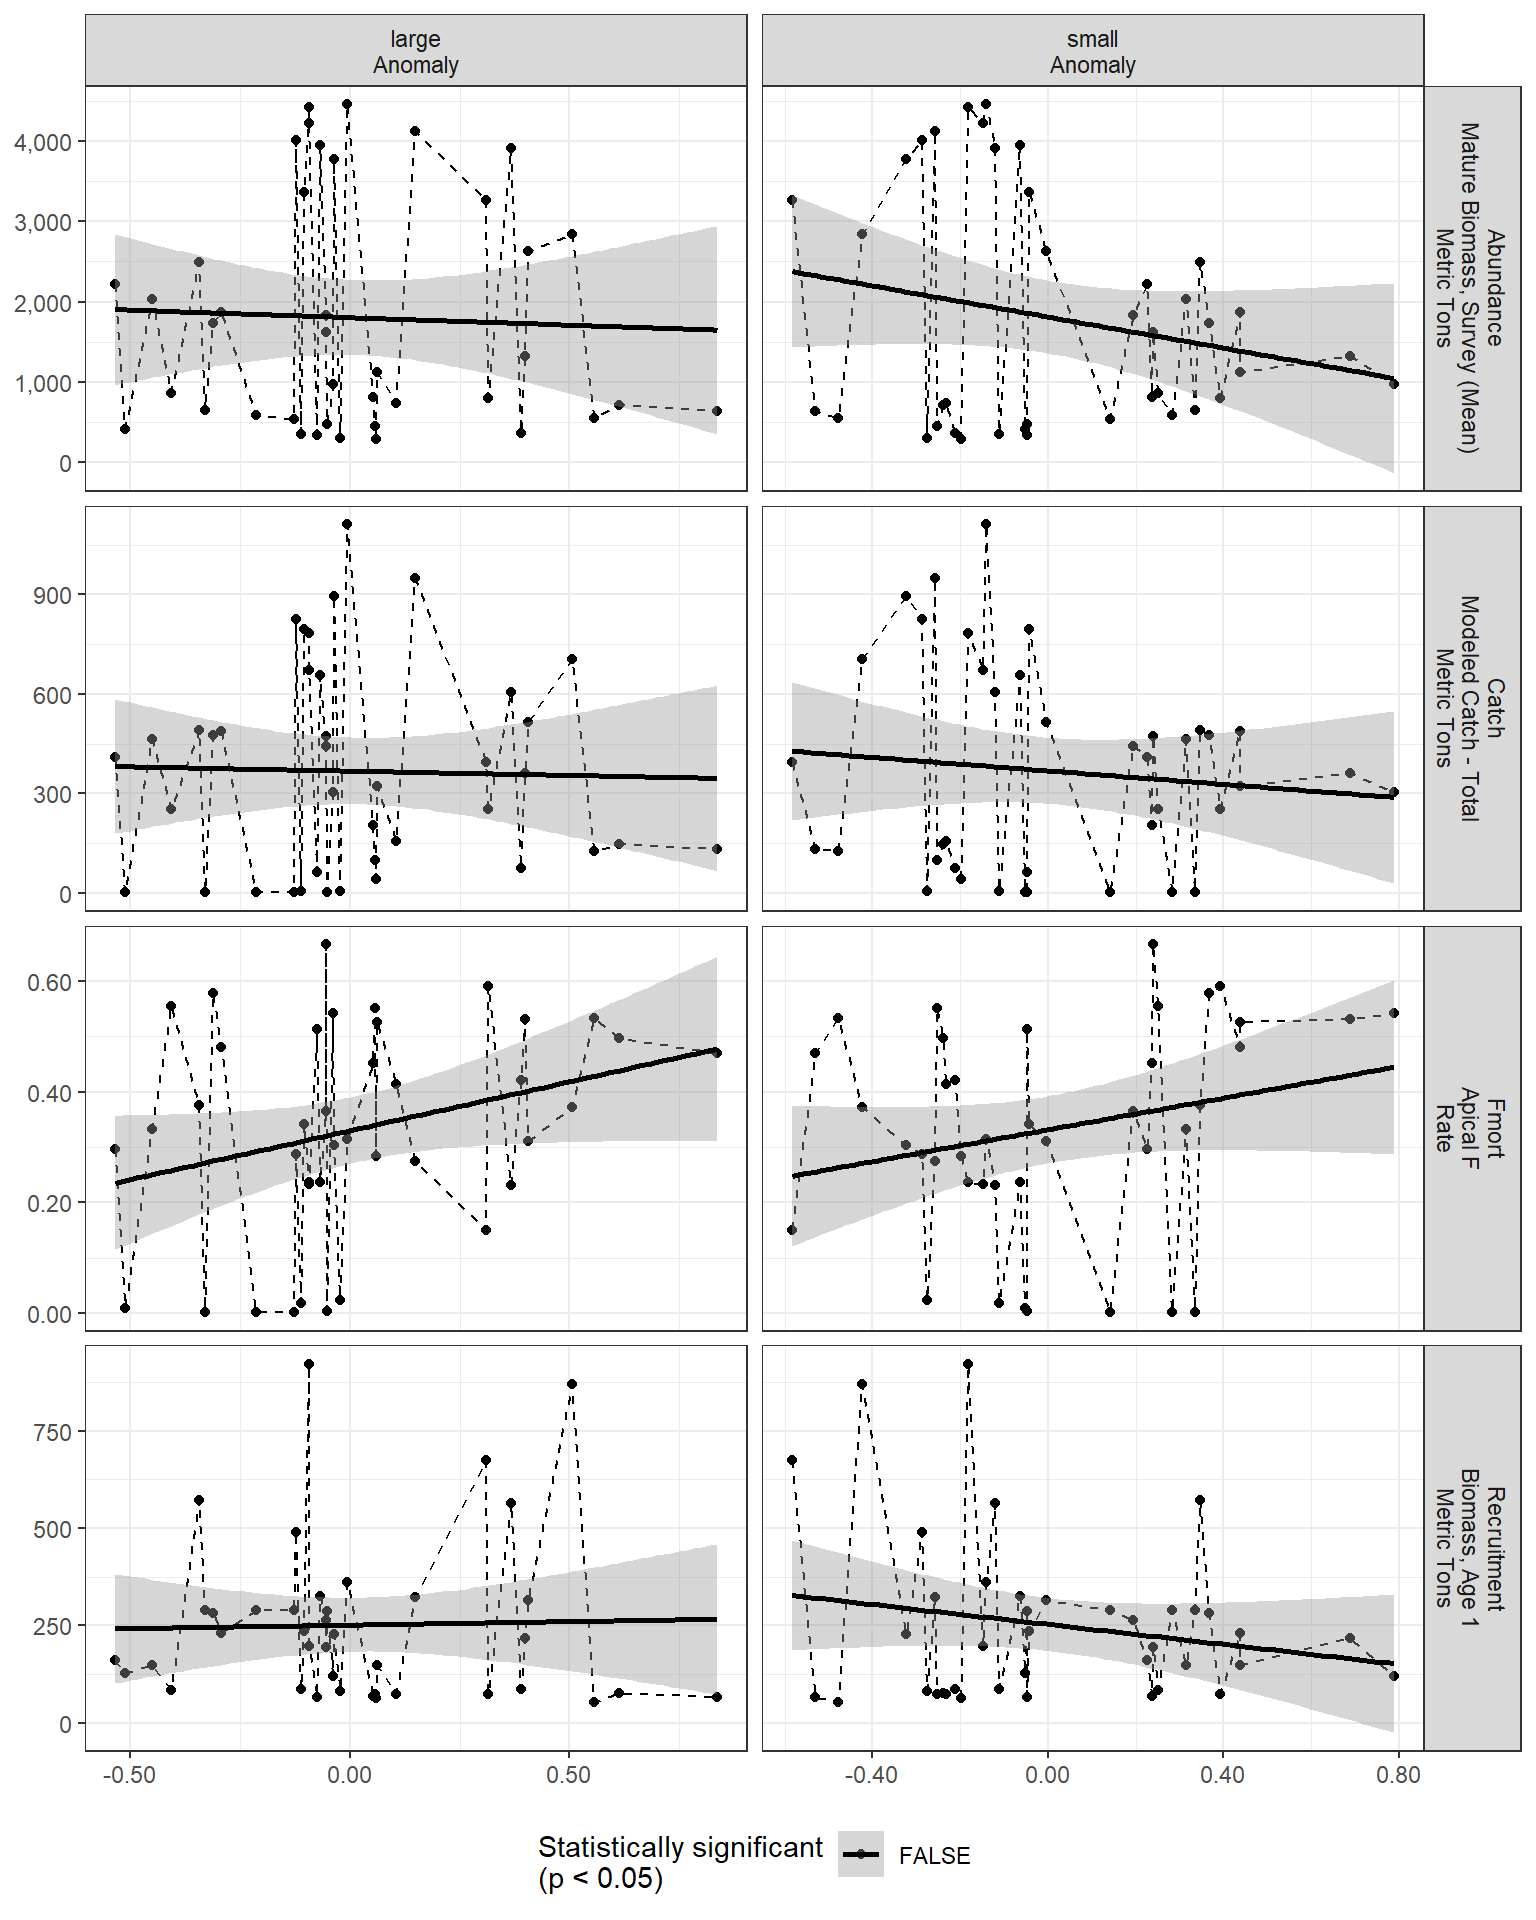 large
Anomaly
small
Anomaly
4,000
3,000
2,000
1,000
0
Abundance
Mature Biomass, Survey (Mean)
Metric Tons
900
600
300
0
Catch
Modeled Catch - Total
Metric Tons
0.60
0.40
0.20
0.00
Fmort
Apical F
Rate
750
500
250
0
Recruitment
Biomass, Age 1
Metric Tons
-0.50
0.00
0.50
-0.40
0.00
0.40
0.80
Statistically significant
(p < 0.05)
FALSE